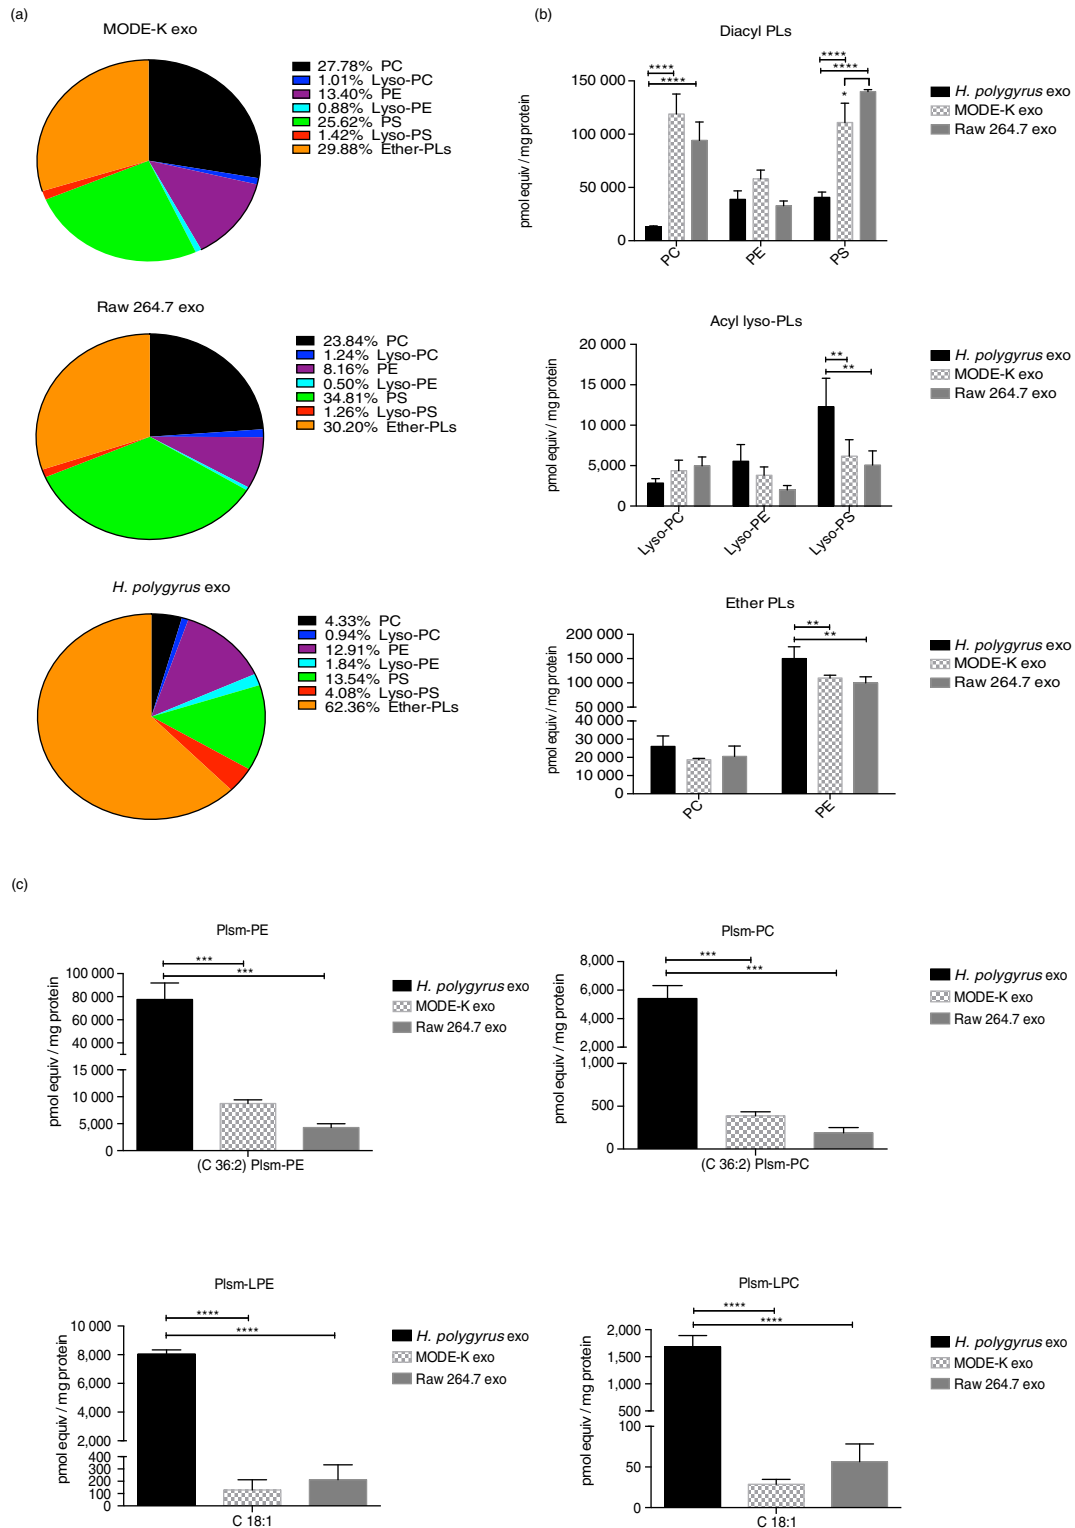 (a)
MODE-K exo
27.78% PC
1.01% Lyso-PC
13.40% PE
0.88% Lyso-PE
25.62% PS
1.42% Lyso-PS
29.88% Ether-PLs
Raw 264.7 exo
23.84% PC
1.24% Lyso-PC
8.16% PE
0.50% Lyso-PE
34.81% PS
1.26% Lyso-PS
30.20% Ether-PLs
H. polygyrus exo
4.33% PC
0.94% Lyso-PC
12.91% PE
1.84% Lyso-PE
13.54% PS
4.08% Lyso-PS
62.36% Ether-PLs
(b)
Diacyl PLs
pmol equiv / mg protein
150 000
100 000
50 000
0
****
****
****
****
*
PC
PE
PS
H. polygyrus exo
MODE-K exo
Raw 264.7 exo
Acyl lyso-PLs
pmol equiv / mg protein
20 000
15 000
10 000
5,000
0
**
**
Lyso-PC
Lyso-PE
Lyso-PS
H. polygyrus exo
MODE-K exo
Raw 264.7 exo
Ether PLs
pmol equiv / mg protein
200 000
150 000
100 000
50 000
40 000
30 000
20 000
10 000
0
**
**
PC
PE
H. polygyrus exo
MODE-K exo
Raw 264.7 exo
(c)
Plsm-PE
pmol equiv / mg protein
100 000
80 000
60 000
40 000
15 000
10 000
5,000
0
***
***
(C 36:2) Plsm-PE
H. polygyrus exo
MODE-K exo
Raw 264.7 exo
Plsm-PC
pmol equiv / mg protein
8,000
6,000
4,000
2,000
1,000
500
0
***
***
(C 36:2) Plsm-PC
H. polygyrus exo
MODE-K exo
Raw 264.7 exo
Plsm-LPE
pmol equiv / mg protein
10 000
8,000
6,000
4,000
2,000
400
300
200
100
0
****
****
C 18:1
H. polygyrus exo
MODE-K exo
Raw 264.7 exo
Plsm-LPC
pmol equiv / mg protein
2,000
1,500
1,000
500
100
50
0
****
****
C 18:1
H. polygyrus exo
MODE-K exo
Raw 264.7 exo